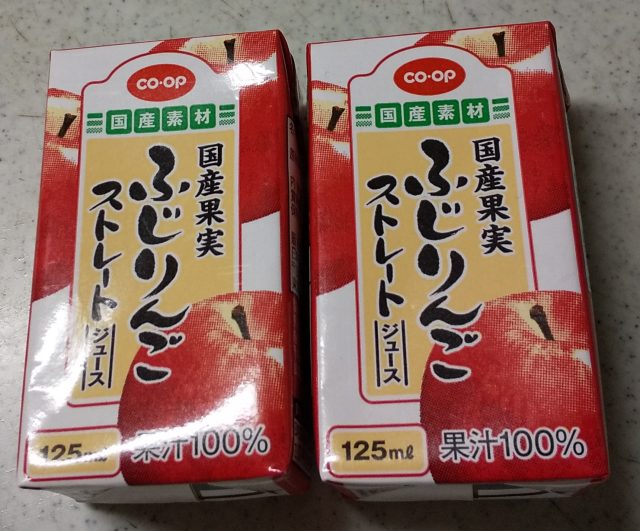 CO·OP
国産素材
国産果実
ふじりんご
ストレート
ジュース
125ml
果汁100%
CO·OP
国産素材
国産果実
ふじりんご
ストレート
ジュース
125ml
果汁100%